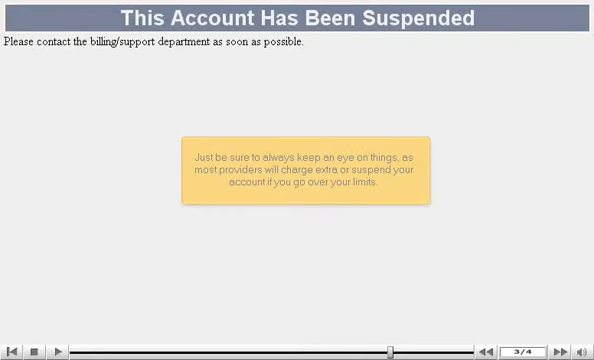 This Account Has Been Suspended
Please contact the billing/support department as soon as possible.
Just be sure to always keep an eye on things, as
most providers will charge extra or suspend your
account if you go over your limits.
3/4